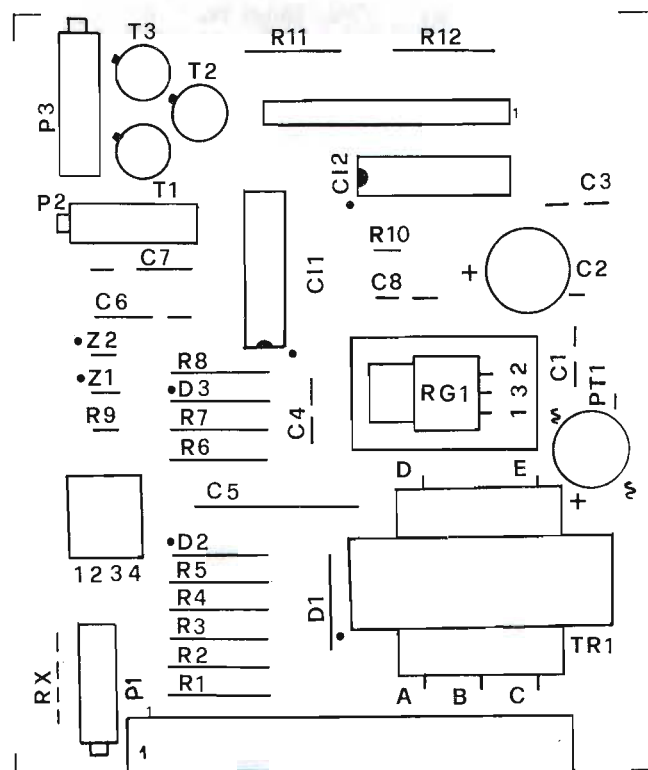 T3
R11
R12
T2
P3
1
T1
CI2
P2
C3
R10
C7
CI1
+
C2
C8
C6
Z2
Z1
R8
D3
R9
R7
C4
R6
RG1
1 3 2
C1
PT1
~
D
E
C5
+
~
D2
1 2 3 4
R5
R4
D1
R3
TR1
R2
RX
P1
R1
A
B
C
1
1